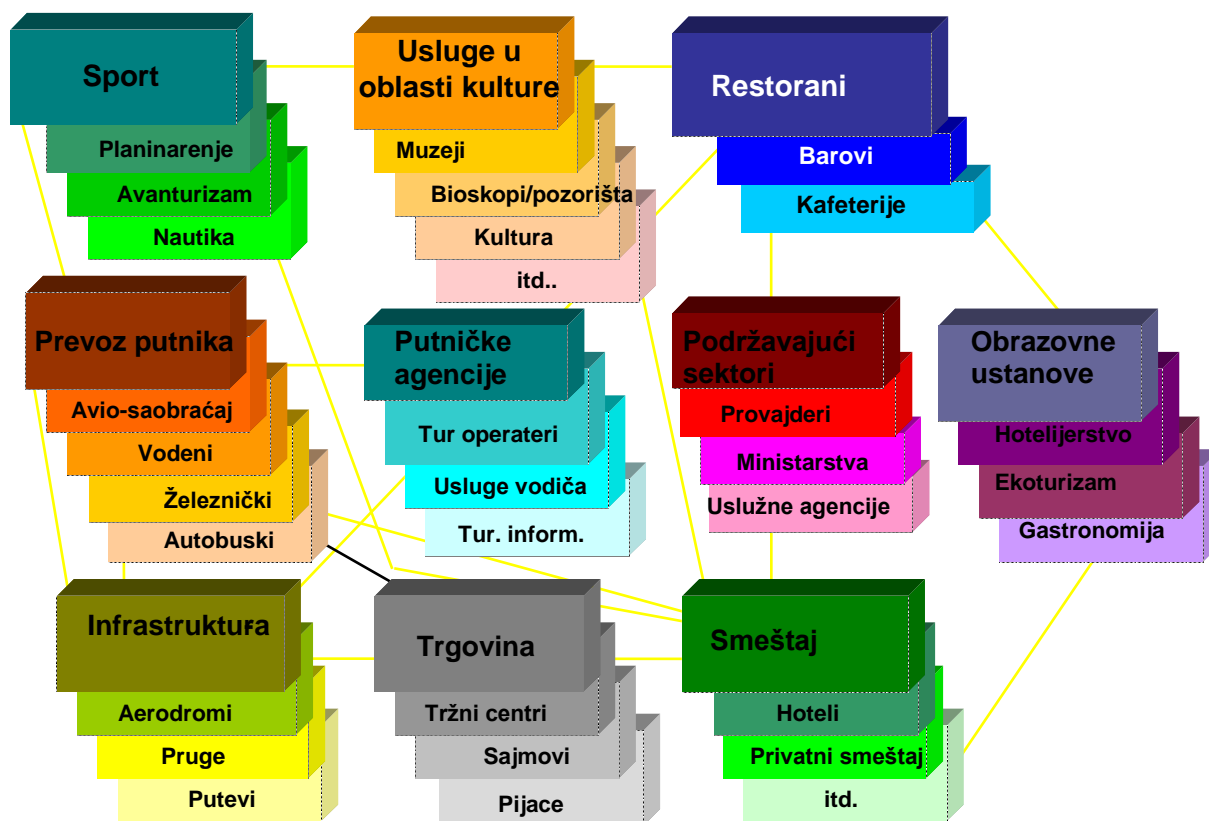 Sport
Planinarenje
Avanturizam
Nautika
Usluge u
oblasti kulture
Muzeji
Bioskopi/pozorišta
Kultura
itd..
Restorani
Barovi
Kafeterije
Prevoz putnika
Avio-saobraćaj
Vodeni
Železnički
Autobuski
Putničke
agencije
Tur operateri
Usluge vodiča
Tur. inform.
Podržavajući
sektori
Provajderi
Ministarstva
Uslužne agencije
Obrazovne
ustanove
Hotelijerstvo
Ekoturizam
Gastronomija
Infrastruktura
Aerodromi
Pruge
Putevi
Trgovina
Tržni centri
Sajmovi
Pijace
Smeštaj
Hoteli
Privatni smeštaj
itd.